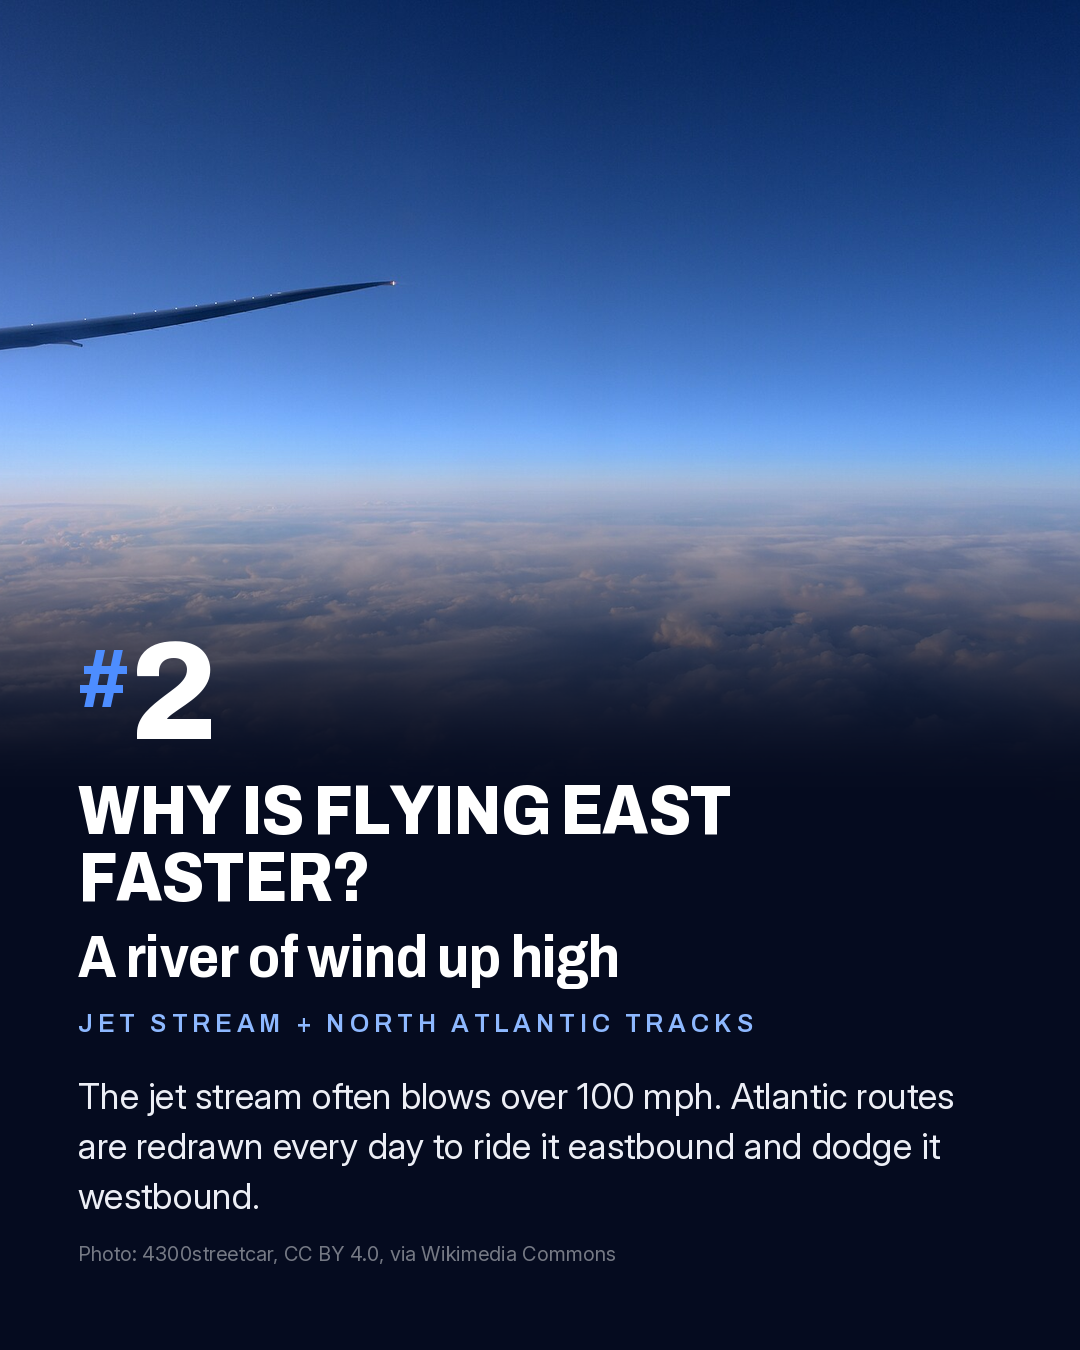 #2
WHY IS FLYING EAST
FASTER?
A river of wind up high
JET STREAM + NORTH ATLANTIC TRACKS
The jet stream often blows over 100 mph. Atlantic routes
are redrawn every day to ride it eastbound and dodge it
westbound.
Photo: 4300streetcar, CC BY 4.0, via Wikimedia Commons